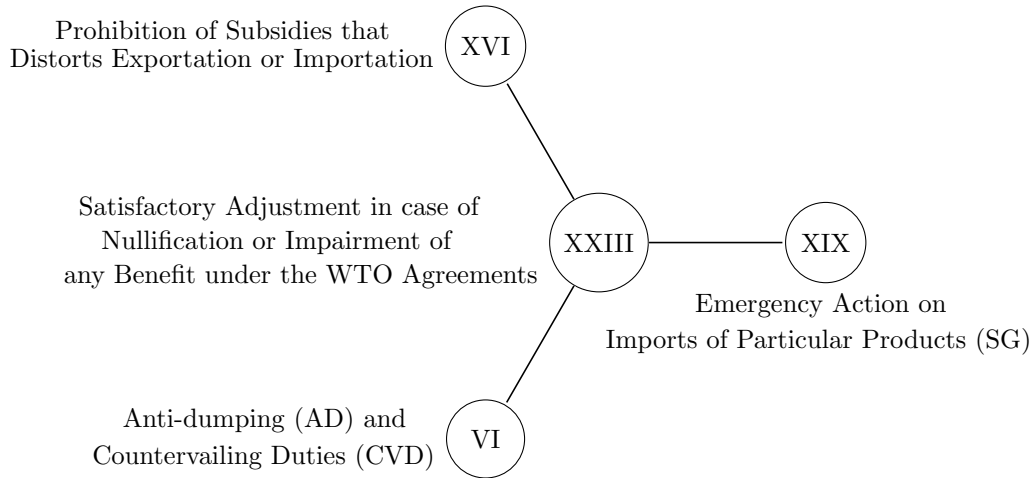 Prohibition of Subsidies that
Distorts Exportation or Importation
XVI
Satisfactory Adjustment in case of
Nullification or Impairment of
any Benefit under the WTO Agreements
XXIII
XIX
Emergency Action on
Imports of Particular Products (SG)
Anti-dumping (AD) and
Countervailing Duties (CVD)
VI